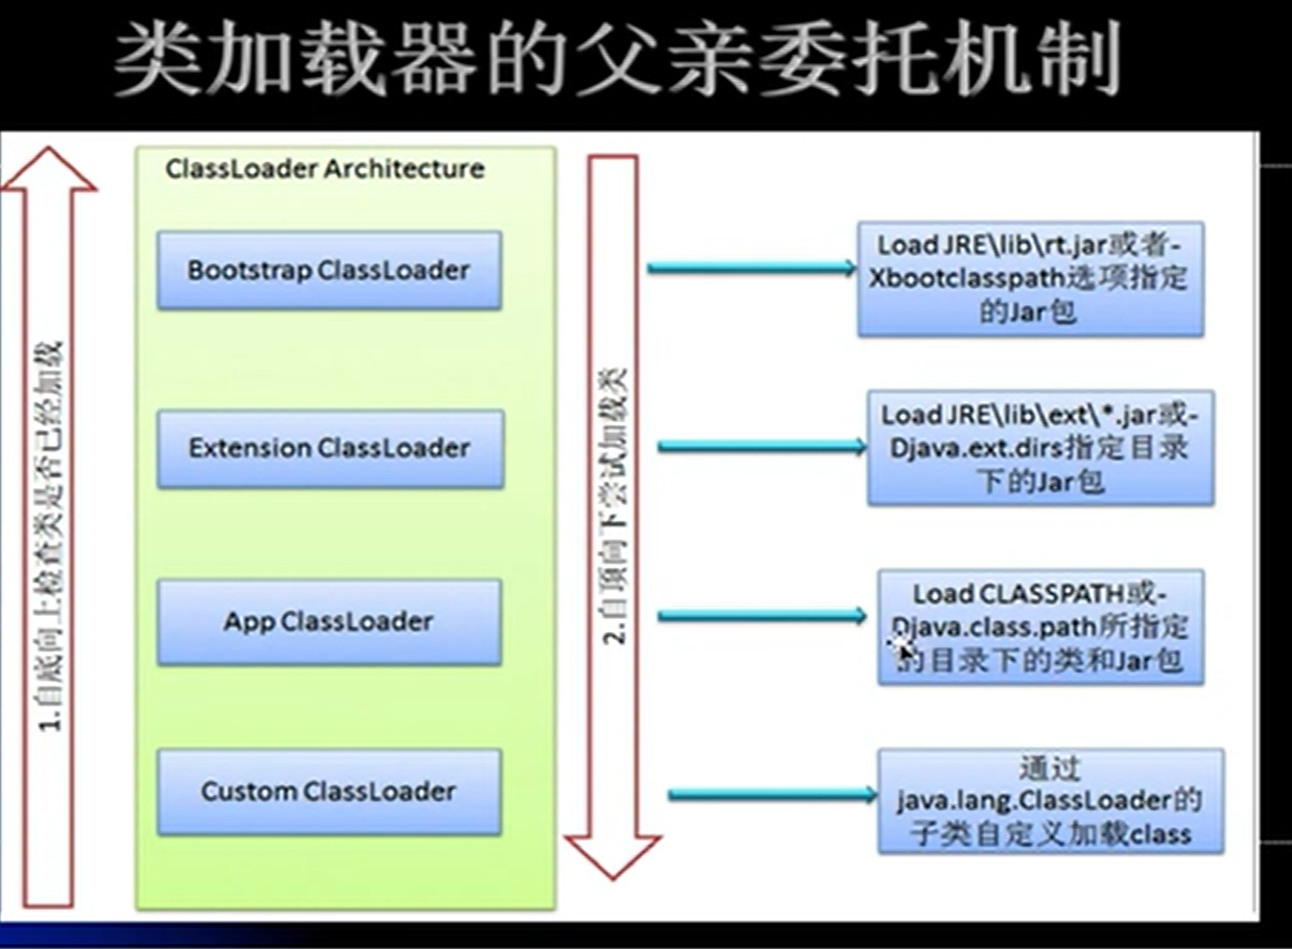 类加载器的父亲委托机制
ClassLoader Architecture
1.自底向上检查类是否已经加载
2.自顶向下尝试加载类
Bootstrap ClassLoader
Load JRE\lib\rt.jar或者-
Xbootclasspath选项指定
的Jar包
Extension ClassLoader
Load JRE\lib\ext\*.jar或-
Djava.ext.dirs指定目录
下的Jar包
App ClassLoader
Load CLASSPATH或-
Djava.class.path所指定
的目录下的类和Jar包
Custom ClassLoader
通过
java.lang.ClassLoader的
子类自定义加载class